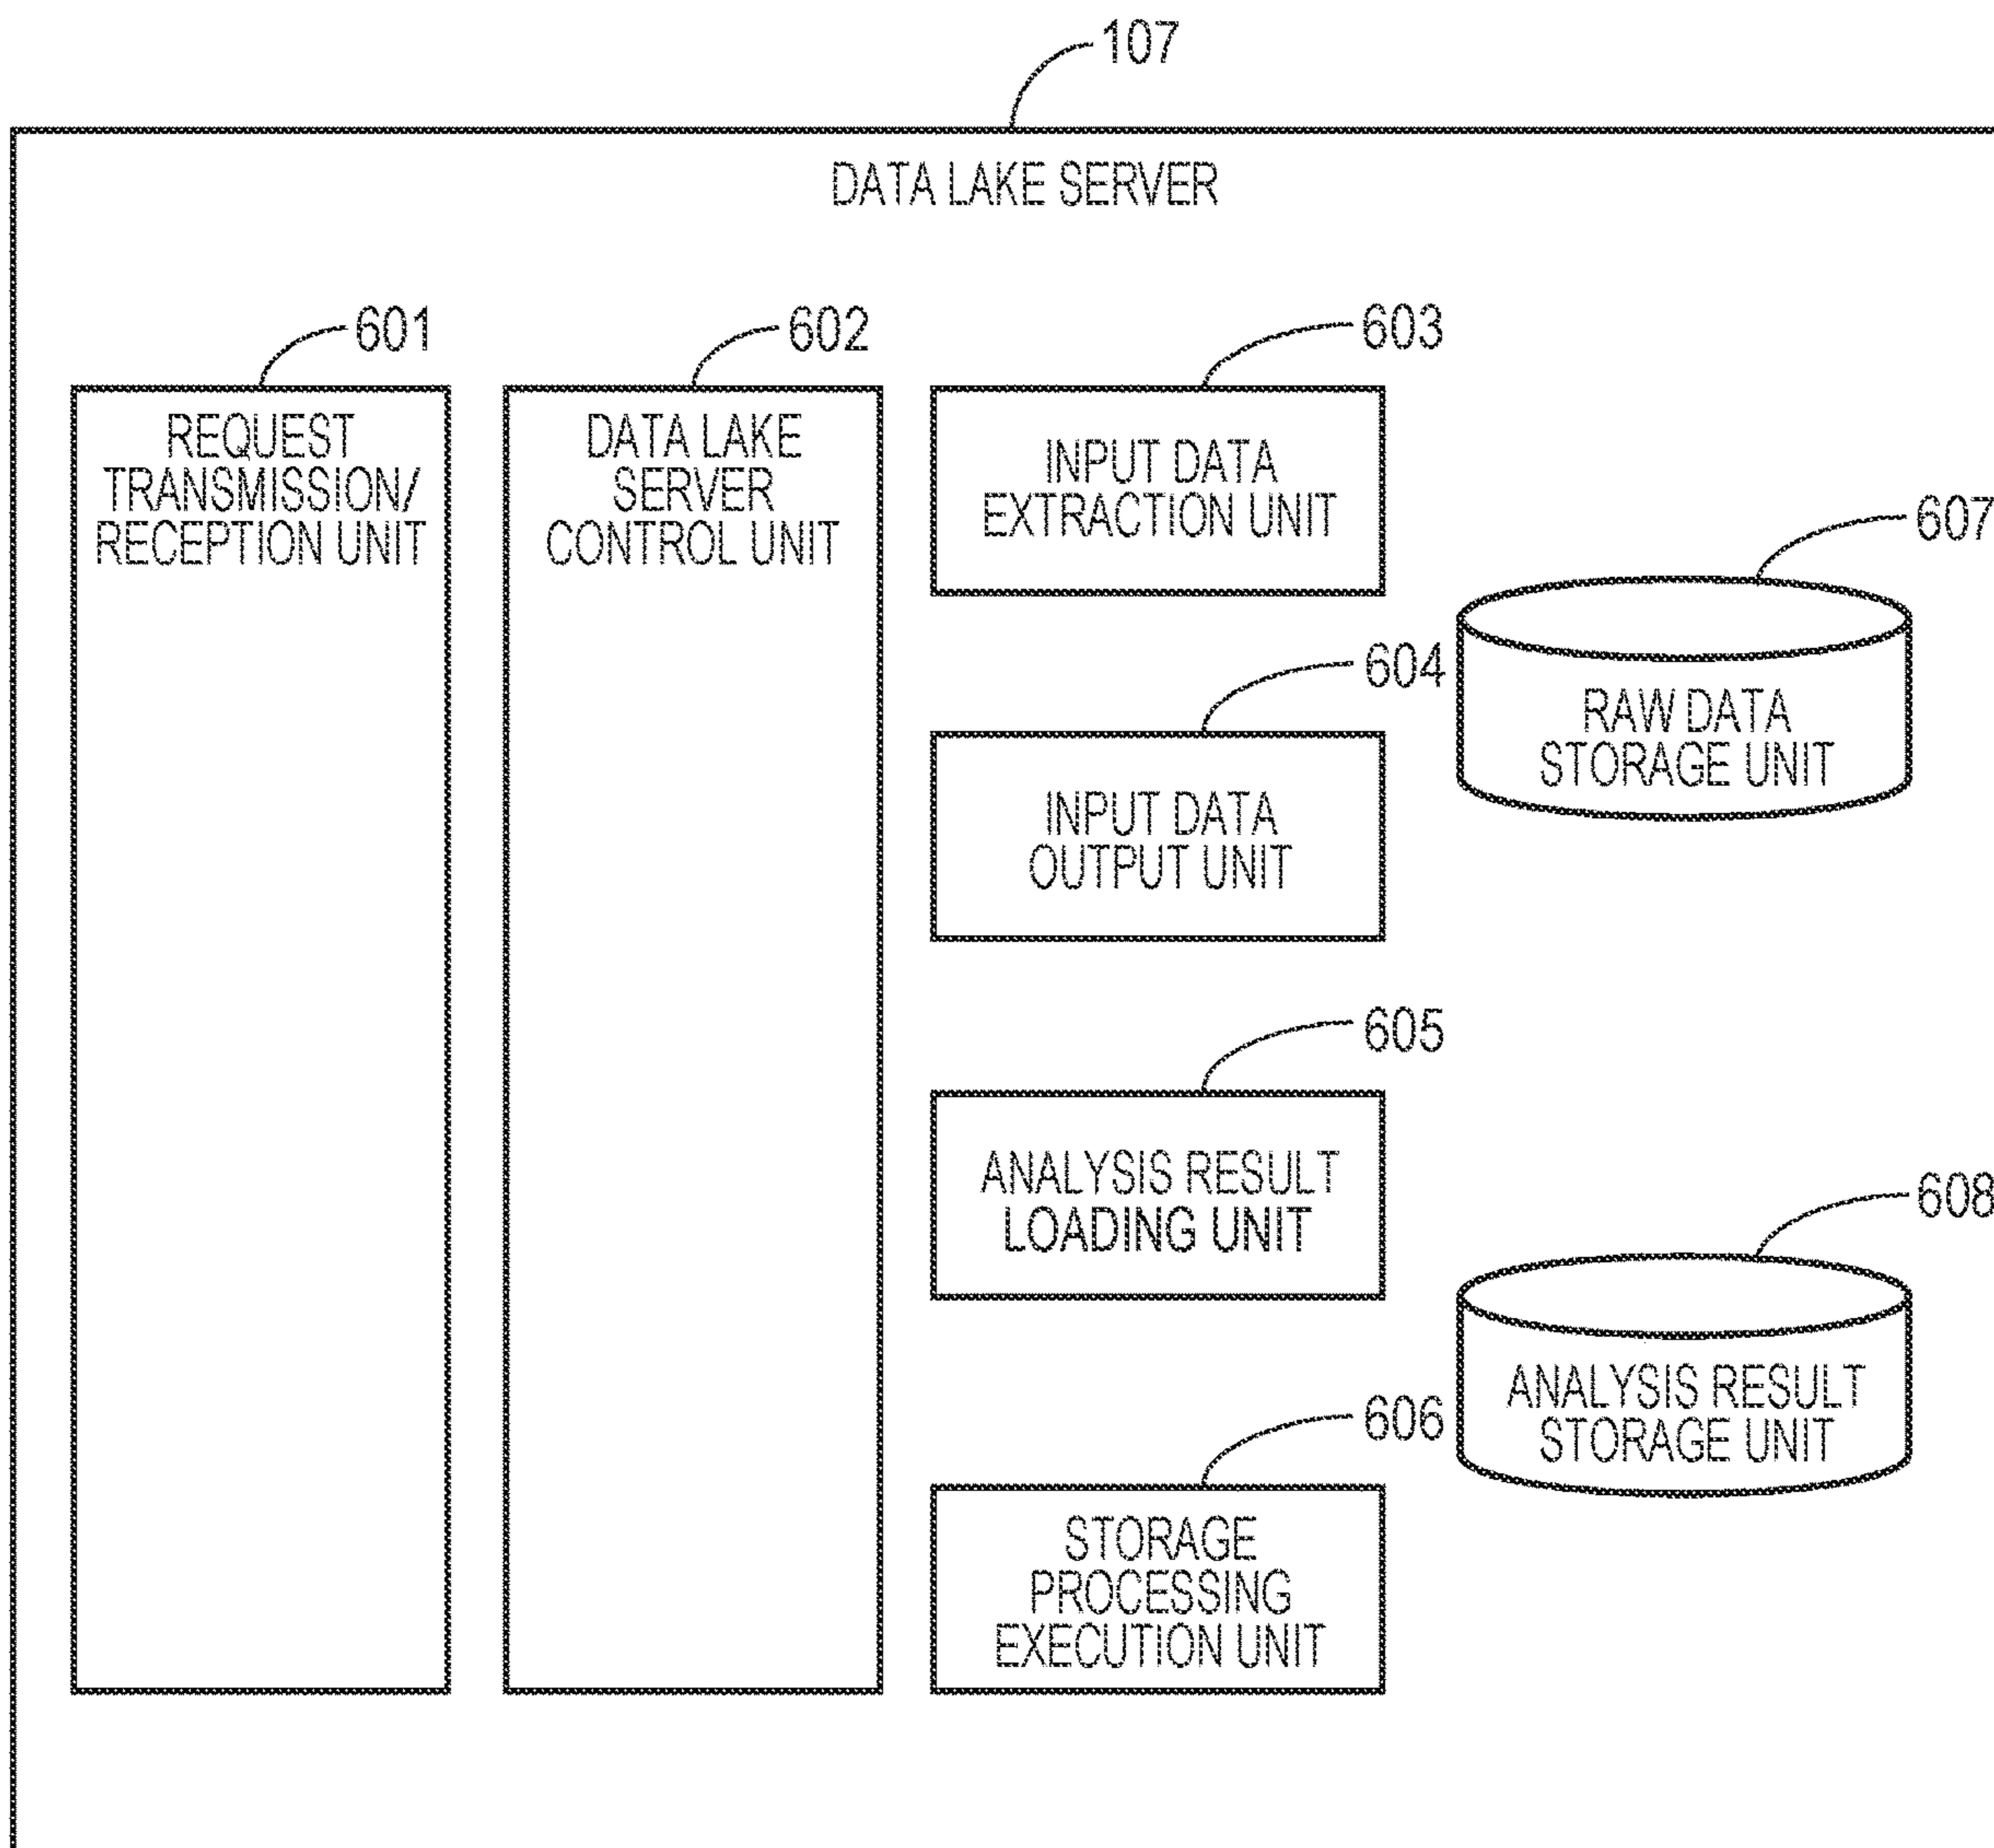 107
DATA LAKE SERVER
601
REQUEST
TRANSMISSION/
RECEPTION UNIT
602
DATA LAKE
SERVER
CONTROL UNIT
603
INPUT DATA
EXTRACTION UNIT
607
RAW DATA
STORAGE UNIT
604
INPUT DATA
OUTPUT UNIT
605
ANALYSIS RESULT
LOADING UNIT
608
ANALYSIS RESULT
STORAGE UNIT
606
STORAGE
PROCESSING
EXECUTION UNIT